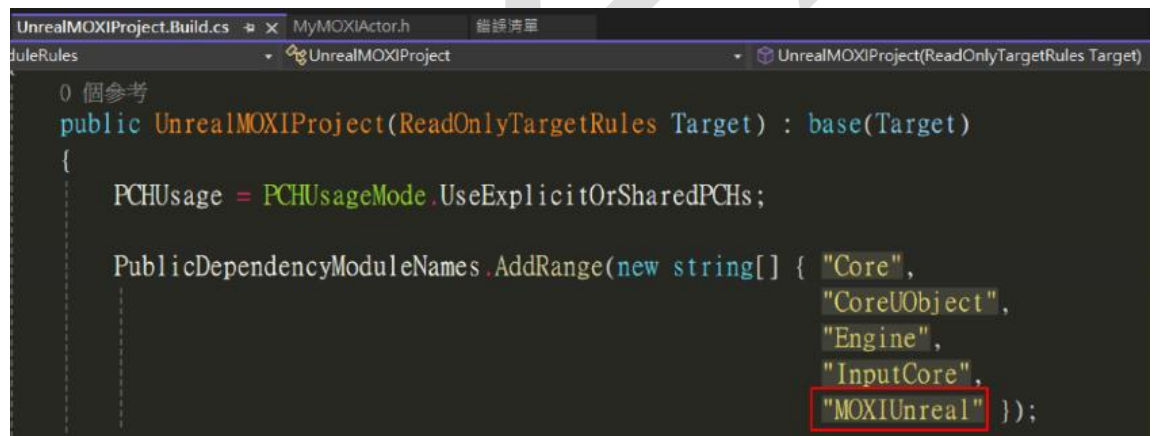 UnrealMOXIProject.Build.cs MyMOXIActor.h 錯誤清單
duleRules UnrealMOXIProject UnrealMOXIProject(ReadOnlyTargetRules Target)
0 個參考
public UnrealMOXIProject(ReadOnlyTargetRules Target) : base(Target)
{
PCHUsage = PCHUsageMode.UseExplicitOrSharedPCHs;
PublicDependencyModuleNames.AddRange(new string[] { "Core",
"CoreUObject",
"Engine",
"InputCore",
"MOXIUnreal" });